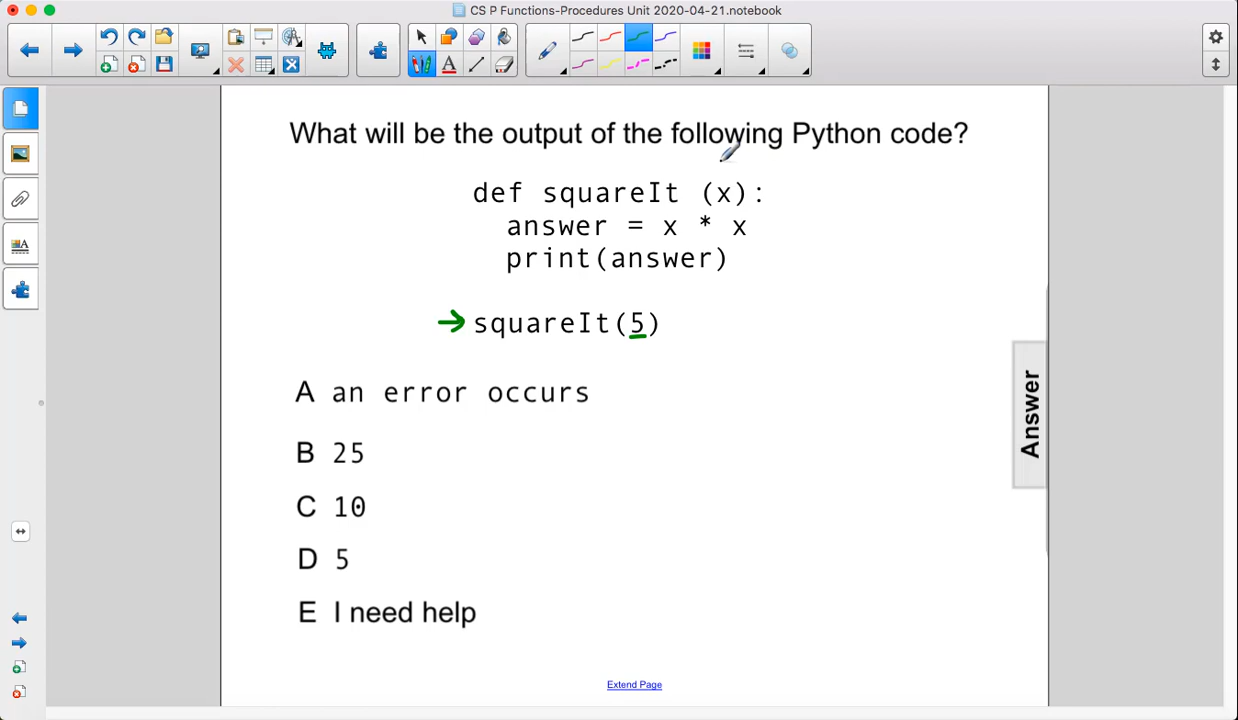 CS P Functions-Procedures Unit 2020-04-21.notebook
What will be the output of the following Python code?
def squareIt (x):
answer = x * x
print(answer)
squareIt(5)
A an error occurs
B 25
C 10
D 5
E I need help
Answer
Extend Page